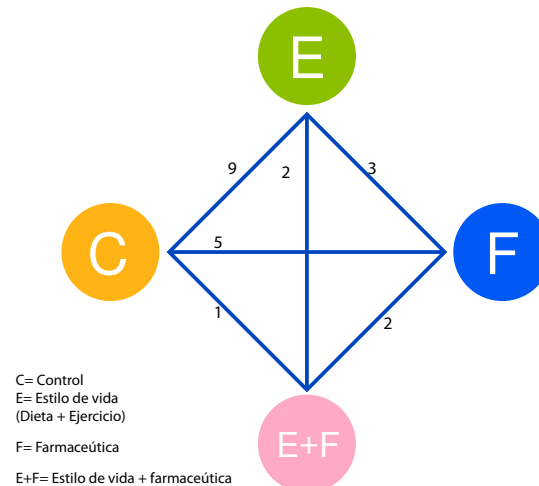 E
9
2
3
C
5
F
1
2
E+F
C= Control
E= Estilo de vida
(Dieta + Ejercicio)
F= Farmaceútica
E+F= Estilo de vida + farmaceútica